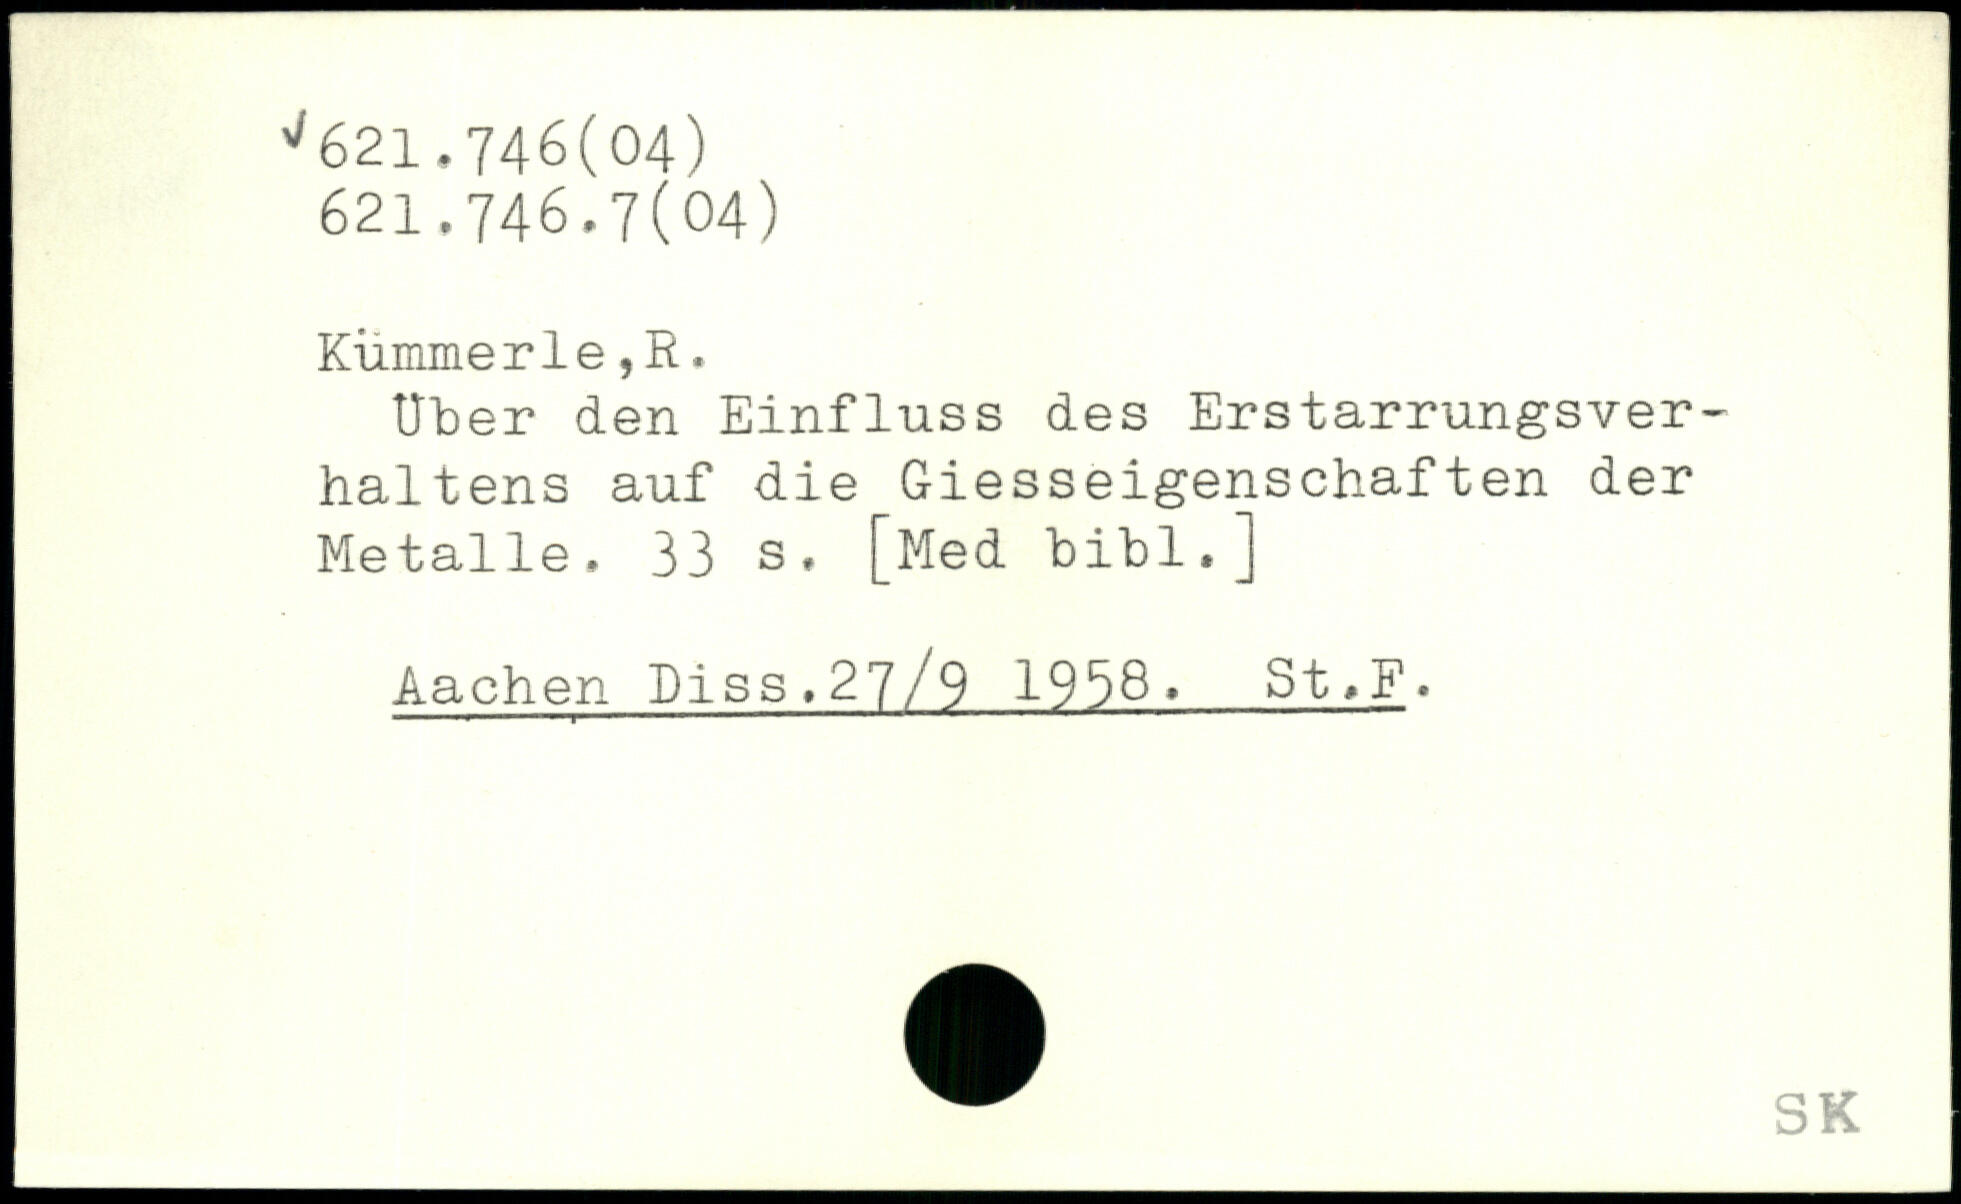 ✓621.746(04)
621.746.7(04)
Kümmerle,R.
Über den Einfluss des Erstarrungsver-
haltens auf die Giesseigenschaften der
Metalle. 33 s. [Med bibl.]
Aachen Diss.27/9 1958. St.F.
SK